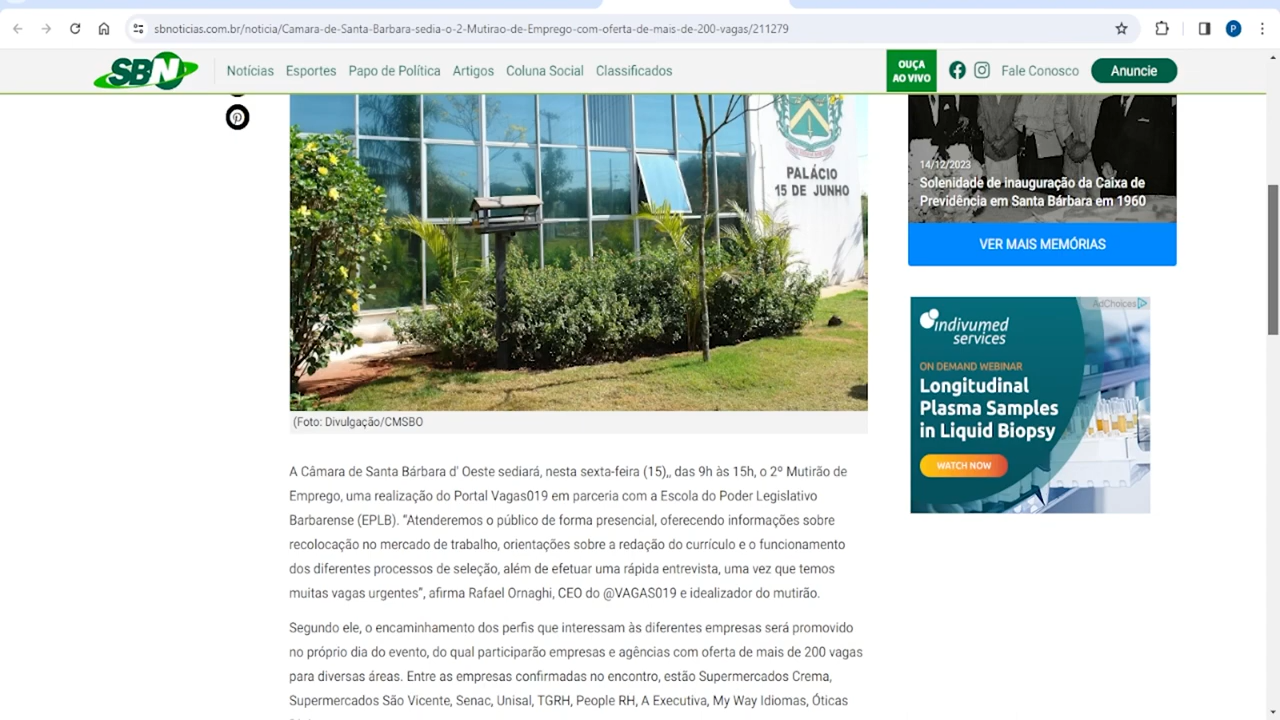 sbnoticias.com.br/noticia/Camara-de-Santa-Barbara-sedia-o-2-Mutirao-de-Emprego-com-oferta-de-mais-de-200-vagas/211279
P
SBN
Notícias Esportes Papo de Política Artigos Coluna Social Classificados
OUÇA
AO VIVO
Fale Conosco
Anuncie
PALÁCIO
15 DE JUNHO
(Foto: Divulgação/CMSBO
A Câmara de Santa Bárbara d' Oeste sediará, nesta sexta-feira (15),, das 9h às 15h, o 2º Mutirão de
Emprego, uma realização do Portal Vagas019 em parceria com a Escola do Poder Legislativo
Barbarense (EPLB). “Atenderemos o público de forma presencial, oferecendo informações sobre
recolocação no mercado de trabalho, orientações sobre a redação do currículo e o funcionamento
dos diferentes processos de seleção, além de efetuar uma rápida entrevista, uma vez que temos
muitas vagas urgentes”, afirma Rafael Ornaghi, CEO do @VAGAS019 e idealizador do mutirão.
Segundo ele, o encaminhamento dos perfis que interessam às diferentes empresas será promovido
no próprio dia do evento, do qual participarão empresas e agências com oferta de mais de 200 vagas
para diversas áreas. Entre as empresas confirmadas no encontro, estão Supermercados Crema,
Supermercados São Vicente, Senac, Unisal, TGRH, People RH, A Executiva, My Way Idiomas, Óticas
14/12/2023
Solenidade de inauguração da Caixa de
Previdência em Santa Bárbara em 1960
VER MAIS MEMÓRIAS
AdChoices
indivumed
services
ON DEMAND WEBINAR
Longitudinal
Plasma Samples
in Liquid Biopsy
WATCH NOW